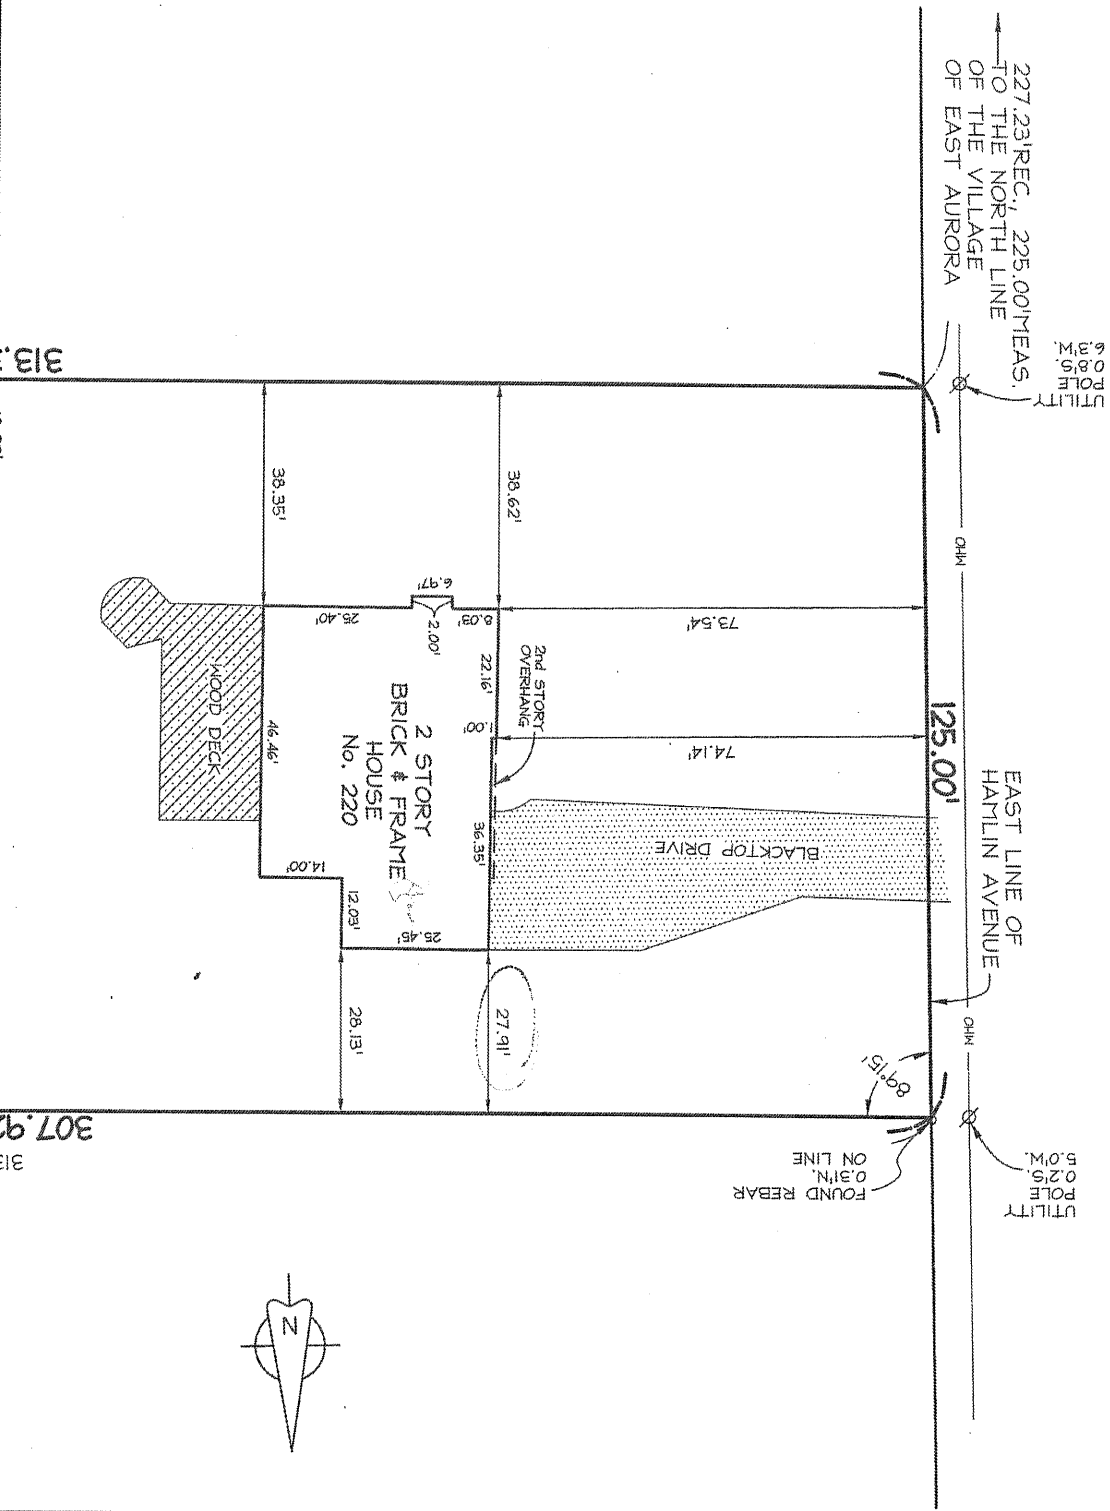 227.23'REC., 225.00'MEAS.
TO THE NORTH LINE
OF THE VILLAGE
OF EAST AURORA
UTILITY
POLE
0.8'S.
6.3'W.
OHW
125.00'
EAST LINE OF
HAMLIN AVENUE
OHW
89°15'
UTILITY
POLE
0.2'S.
5.0'W.
FOUND REBAR
0.31'N.
ON LINE
313.
38.35'
38.62'
6.97'
2.00'
25.40'
8.03'
73.54'
2nd STORY
OVERHANG
22.16'
1.00'
74.14'
2 STORY
BRICK & FRAME
HOUSE
No. 220
WOOD DECK
46.46'
36.35'
BLACKTOP DRIVE
14.00'
12.03'
25.45'
28.13'
27.91'
307.92
313
N